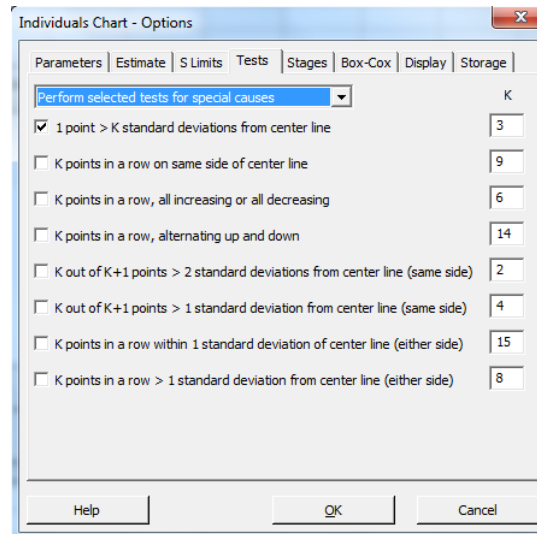 Individuals Chart - Options
x
Parameters Estimate S Limits Tests Stages Box-Cox Display Storage
Perform selected tests for special causes K
1 point > K standard deviations from center line 3
K points in a row on same side of center line 9
K points in a row, all increasing or all decreasing 6
K points in a row, alternating up and down 14
K out of K+1 points > 2 standard deviations from center line (same side) 2
K out of K+1 points > 1 standard deviation from center line (same side) 4
K points in a row within 1 standard deviation of center line (either side) 15
K points in a row > 1 standard deviation from center line (either side) 8
Help OK Cancel